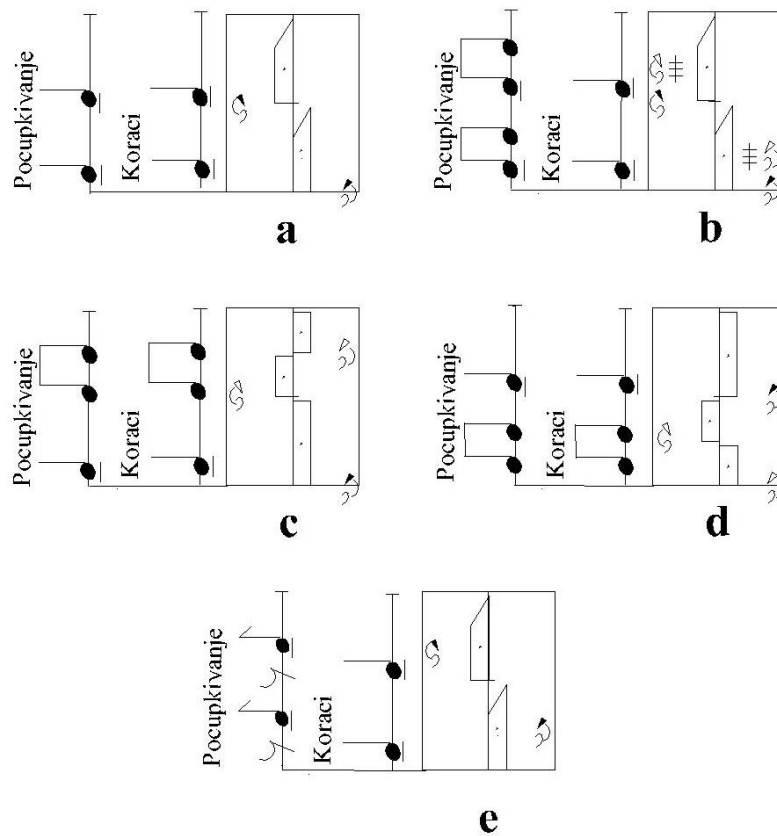 Pocupkivanje
Koraci
a
Pocupkivanje
Koraci
b
Pocupkivanje
Koraci
c
Pocupkivanje
Koraci
d
Pocupkivanje
Koraci
e